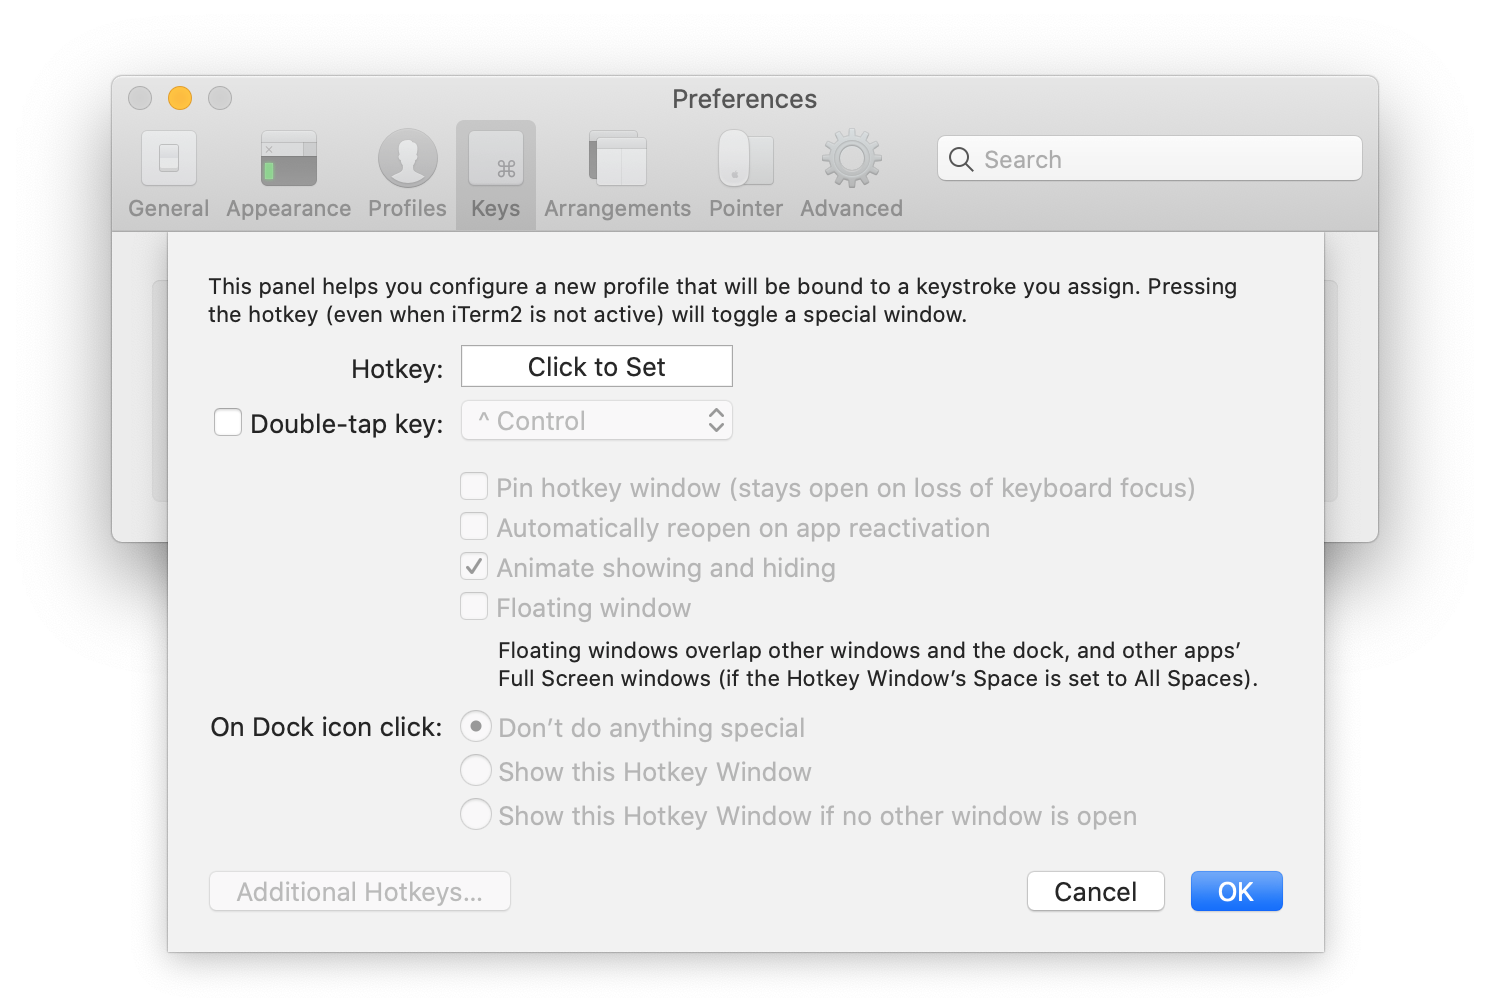 Preferences
General Appearance Profiles Keys Arrangements Pointer Advanced Search
This panel helps you configure a new profile that will be bound to a keystroke you assign. Pressing
the hotkey (even when iTerm2 is not active) will toggle a special window.
Hotkey: Click to Set
Double-tap key: ^ Control
Pin hotkey window (stays open on loss of keyboard focus)
Automatically reopen on app reactivation
Animate showing and hiding
Floating window
Floating windows overlap other windows and the dock, and other apps’
Full Screen windows (if the Hotkey Window’s Space is set to All Spaces).
On Dock icon click: Don’t do anything special
Show this Hotkey Window
Show this Hotkey Window if no other window is open
Additional Hotkeys... Cancel OK